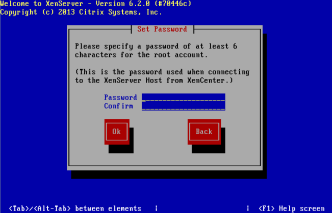 Welcome to XenServer - Version 6.2.0 (#70446c)
Copyright (c) 2013 Citrix Systems, Inc.
Set Password
Please specify a password of at least 6
characters for the root account.
(This is the password used when connecting
to the XenServer Host from XenCenter.)
Password
Confirm
Ok Back
<Tab>/<Alt-Tab> between elements | | <F1> Help screen